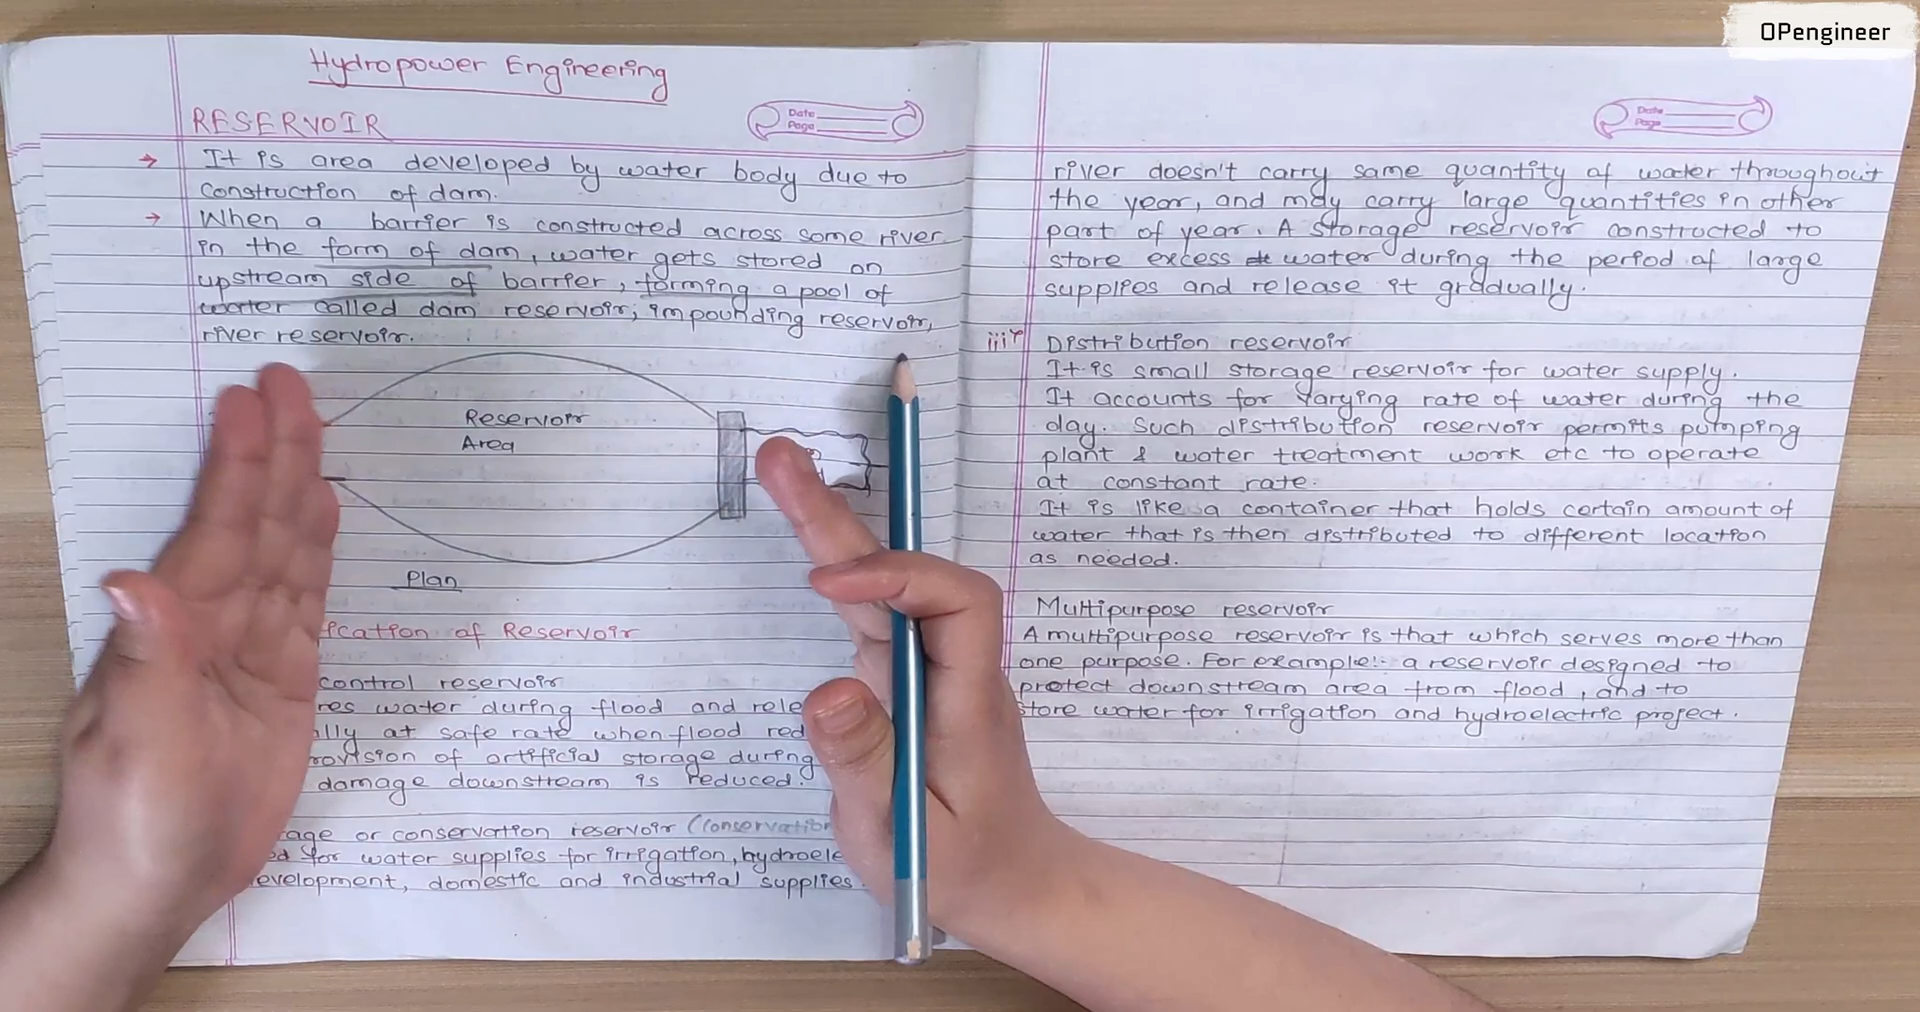 OPengineer
Hydropower Engineering
RESERVOIR
Date
Page
→ It is area developed by water body due to
construction of dam.
→ When a barrier is constructed across some river
in the form of dam, water gets stored on
upstream side of barrier, forming a pool of
water called dam reservoir, impounding reservoir,
river reservoir.
Reservoir
Area
Plan
ification of Reservoir
control reservoir
res water during flood and rele
ally at safe rate when flood red
rovision of artificial storage during
damage downstream is reduced.
rage or conservation reservoir (Conservation
ed for water supplies for irrigation, hydroele
evelopment, domestic and industrial supplies.
Date
Page
river doesn't carry same quantity of water throughout
the year, and may carry large quantities in other
part of year. A storage reservoir constructed to
store excess water during the period of large
supplies and release it gradually.
iii Distribution reservoir
It is small storage reservoir for water supply.
It accounts for varying rate of water during the
day. Such distribution reservoir permits pumping
plant & water treatment work etc to operate
at constant rate.
It is like a container that holds certain amount of
water that is then distributed to different location
as needed.
Multipurpose reservoir
A multipurpose reservoir is that which serves more than
one purpose. For example:- a reservoir designed to
protect downstream area from flood, and to
store water for irrigation and hydroelectric project.